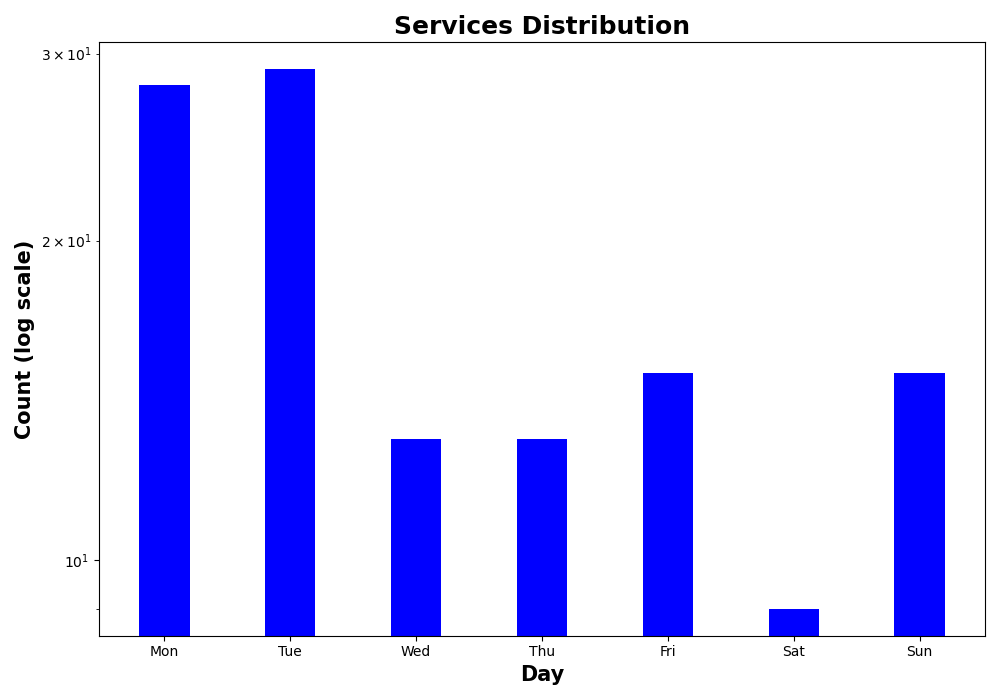 Services Distribution
3 × 10¹
2 × 10¹
10¹
Count (log scale)
Mon Tue Wed Thu Fri Sat Sun
Day